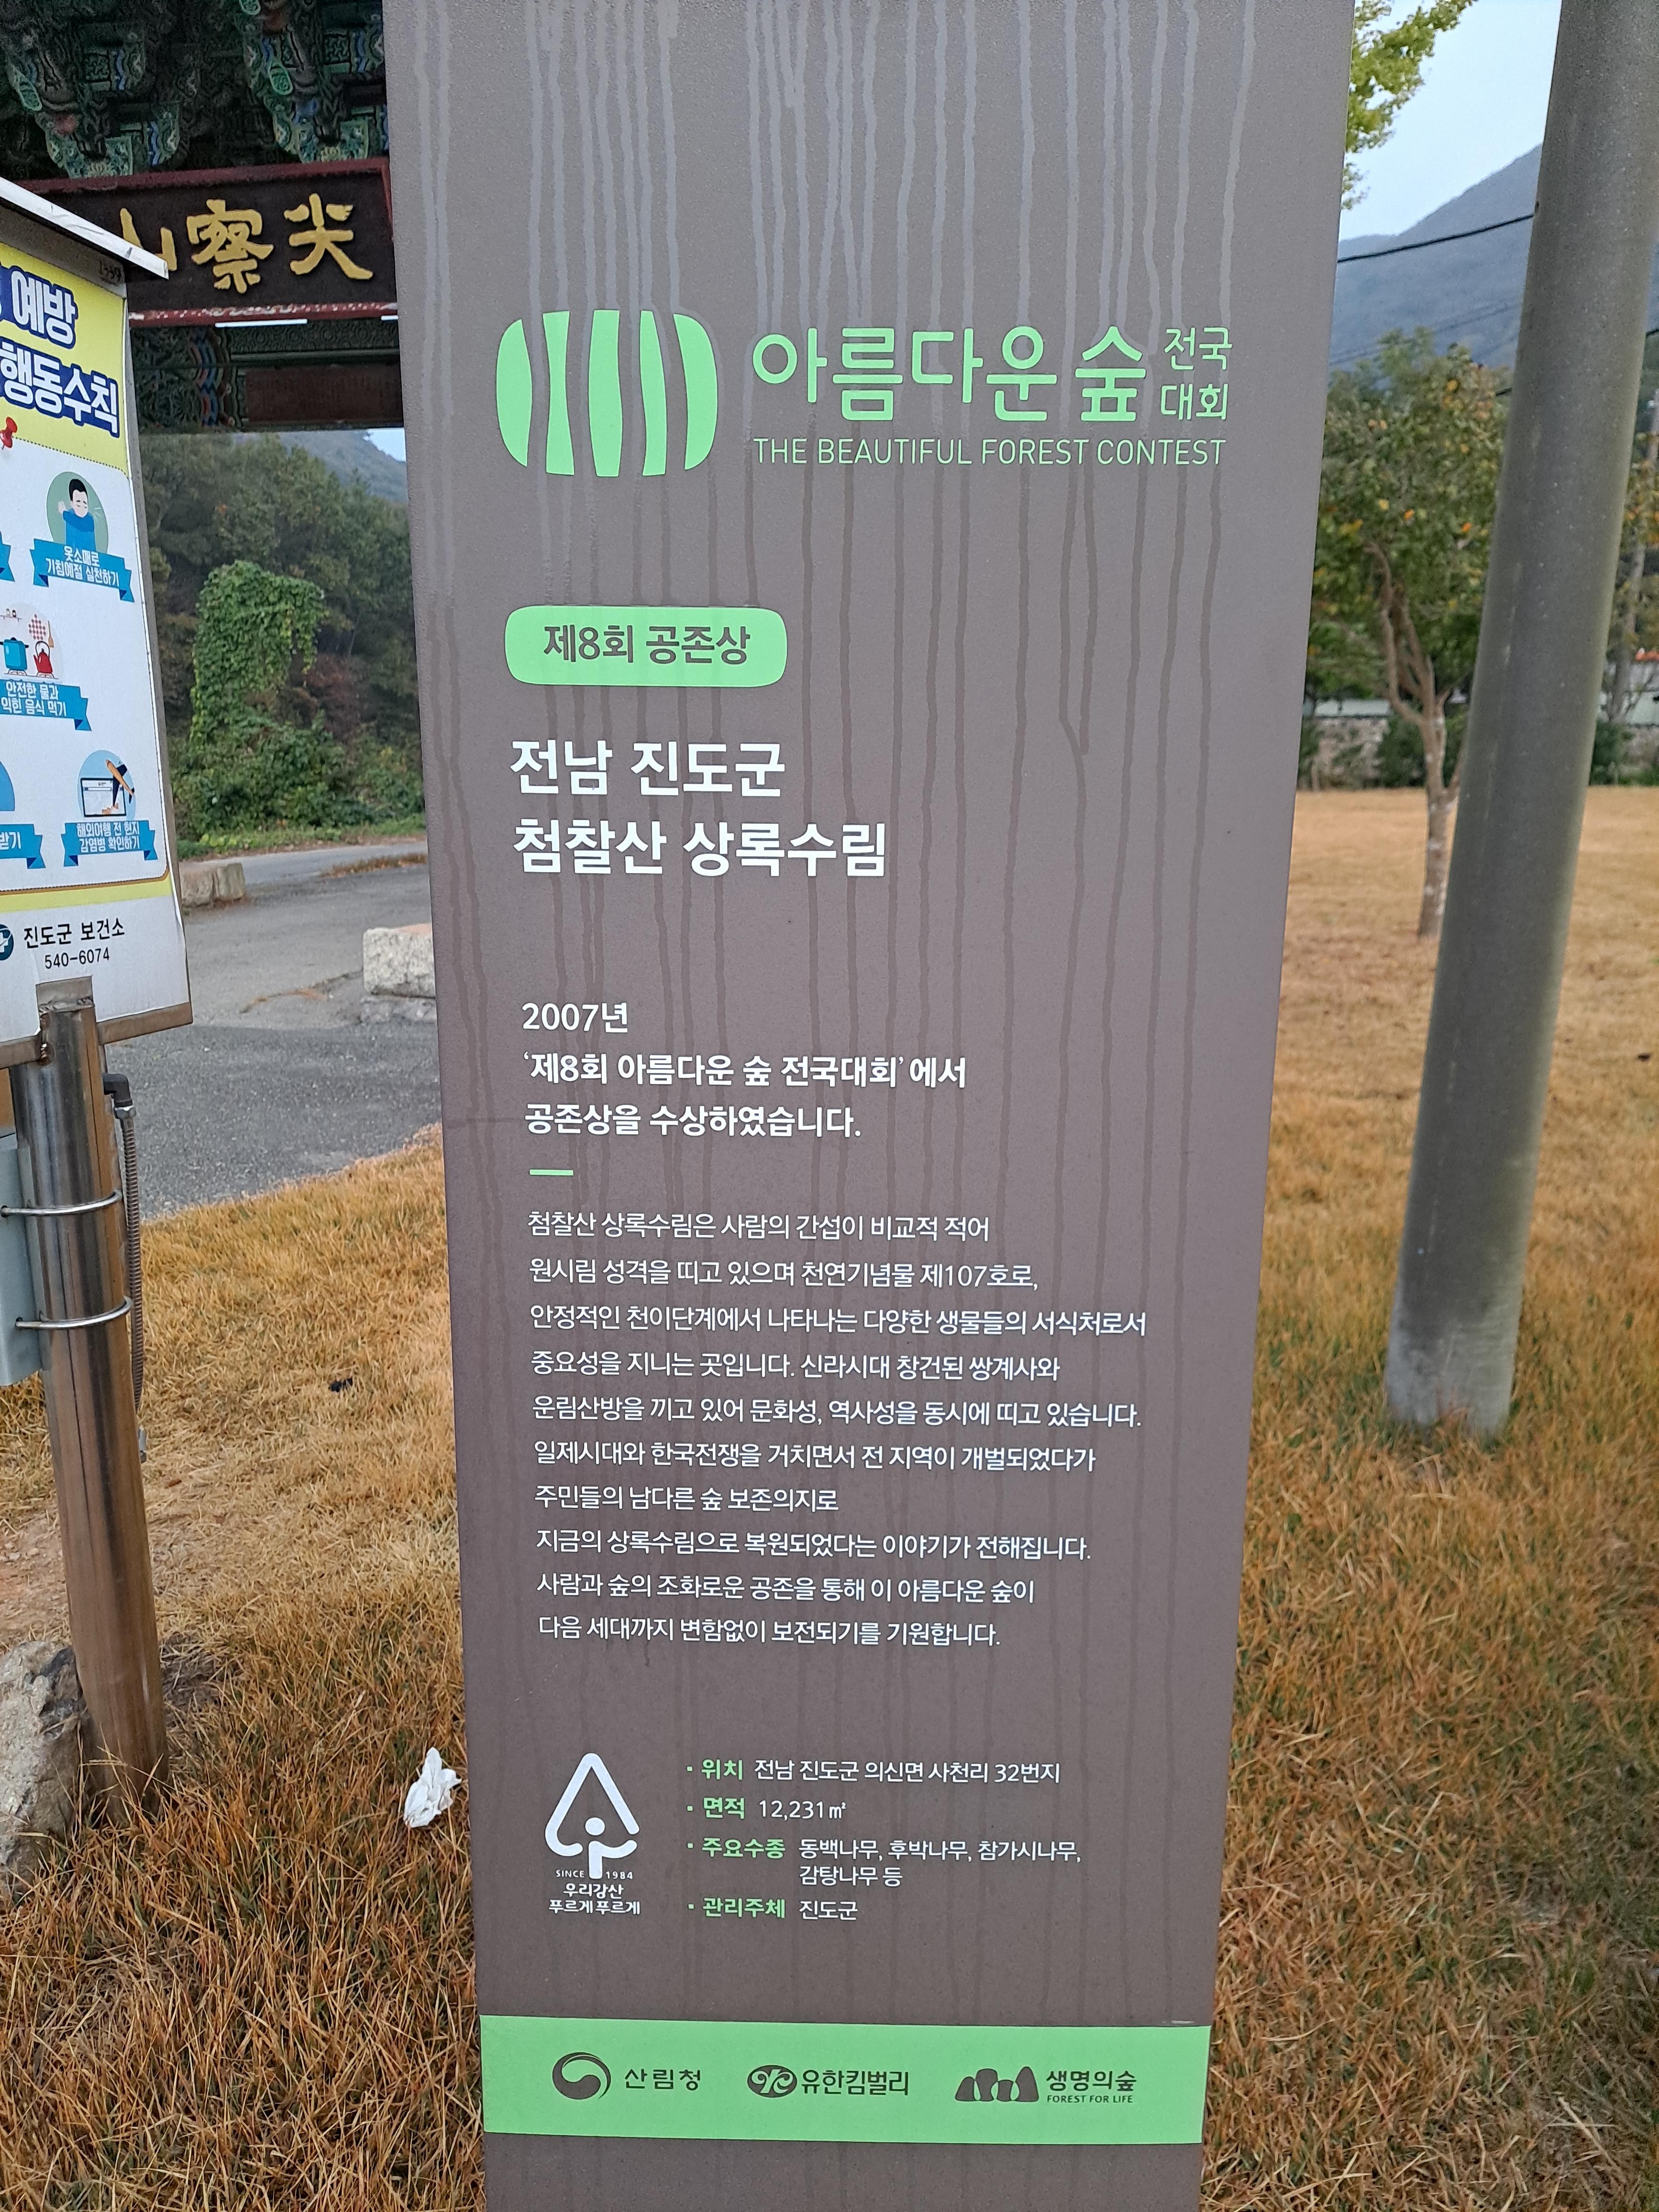 尖察山
예방
행동수칙
옷소매로
기침예절 실천하기
안전한 물과
익힌 음식 먹기
받기
해외여행 전 현지
감염병 확인하기
진도군 보건소
540-6074
아름다운 숲 전국
대회
THE BEAUTIFUL FOREST CONTEST
제8회 공존상
전남 진도군
첨찰산 상록수림
2007년
‘제8회 아름다운 숲 전국대회’에서
공존상을 수상하였습니다.
첨찰산 상록수림은 사람의 간섭이 비교적 적어
원시림 성격을 띠고 있으며 천연기념물 제107호로,
안정적인 천이단계에서 나타나는 다양한 생물들의 서식처로서
중요성을 지니는 곳입니다. 신라시대 창건된 쌍계사와
운림산방을 끼고 있어 문화성, 역사성을 동시에 띠고 있습니다.
일제시대와 한국전쟁을 거치면서 전 지역이 개벌되었다가
주민들의 남다른 숲 보존의지로
지금의 상록수림으로 복원되었다는 이야기가 전해집니다.
사람과 숲의 조화로운 공존을 통해 이 아름다운 숲이
다음 세대까지 변함없이 보전되기를 기원합니다.
SINCE 1984
우리강산
푸르게 푸르게
· 위치 전남 진도군 의신면 사천리 32번지
· 면적 12,231㎡
· 주요수종 동백나무, 후박나무, 참가시나무,
감탕나무 등
· 관리주체 진도군
산림청
유한킴벌리
생명의숲
FOREST FOR LIFE